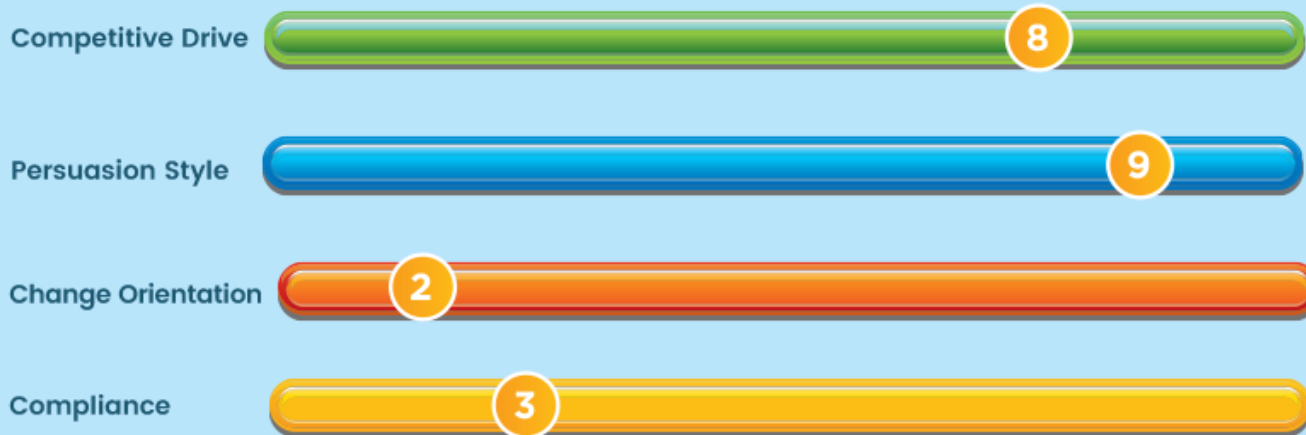 Competitive Drive 8
Persuasion Style 9
Change Orientation 2
Compliance 3